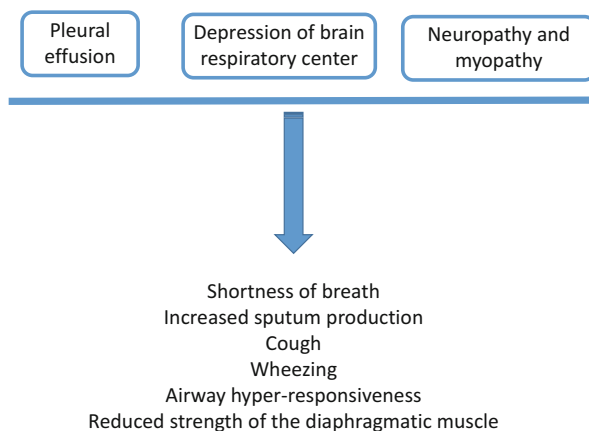 Pleural
effusion
Depression of brain
respiratory center
Neuropathy and
myopathy
Shortness of breath
Increased sputum production
Cough
Wheezing
Airway hyper-responsiveness
Reduced strength of the diaphragmatic muscle